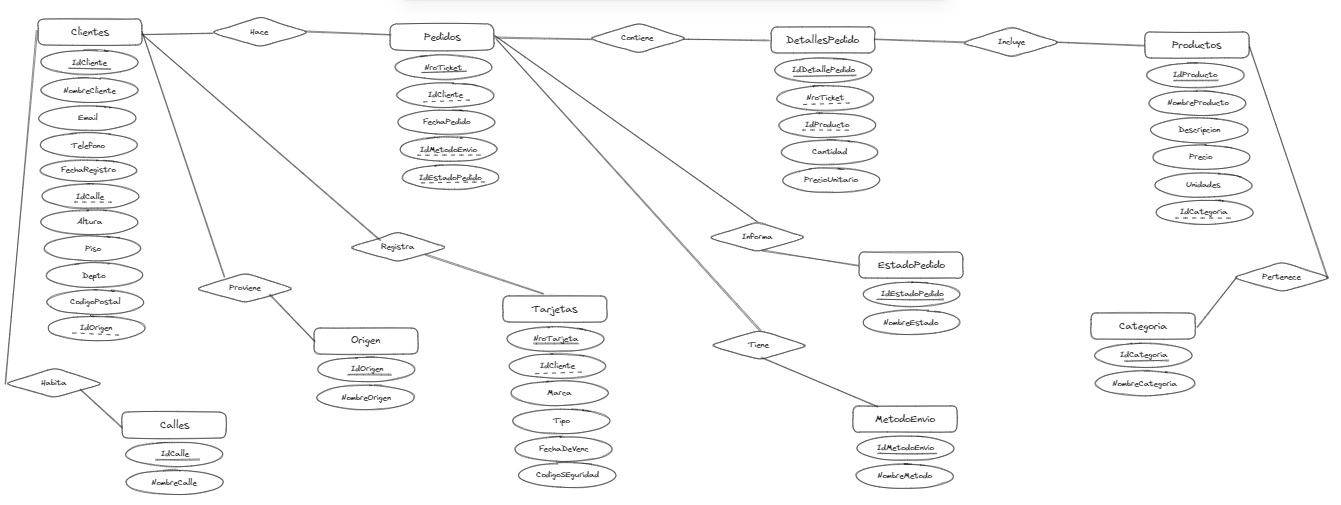 Clientes
IdCliente
NombreCliente
Email
Telefono
FechaRegistro
IdCalle
Altura
Piso
Depto
CodigoPostal
IdOrigen
Hace
Pedidos
NroTicket
IdCliente
FechaPedido
IdMetodoEnvio
IdEstadoPedido
Contiene
DetallesPedido
IdDetallePedido
NroTicket
IdProducto
Cantidad
PrecioUnitario
Incluye
Productos
IdProducto
NombreProducto
Descripcion
Precio
Unidades
IdCategoria
Habita
Calles
IdCalle
NombreCalle
Proviene
Origen
IdOrigen
NombreOrigen
Registra
Tarjetas
NroTarjeta
IdCliente
Marca
Tipo
FechaDeVenc
CodigoSEguridad
Informa
EstadoPedido
IdEstadoPedido
NombreEstado
Tiene
MetodoEnvio
IdMetodoEnvio
NombreMetodo
Pertenece
Categoria
IdCategoria
NombreCategoria